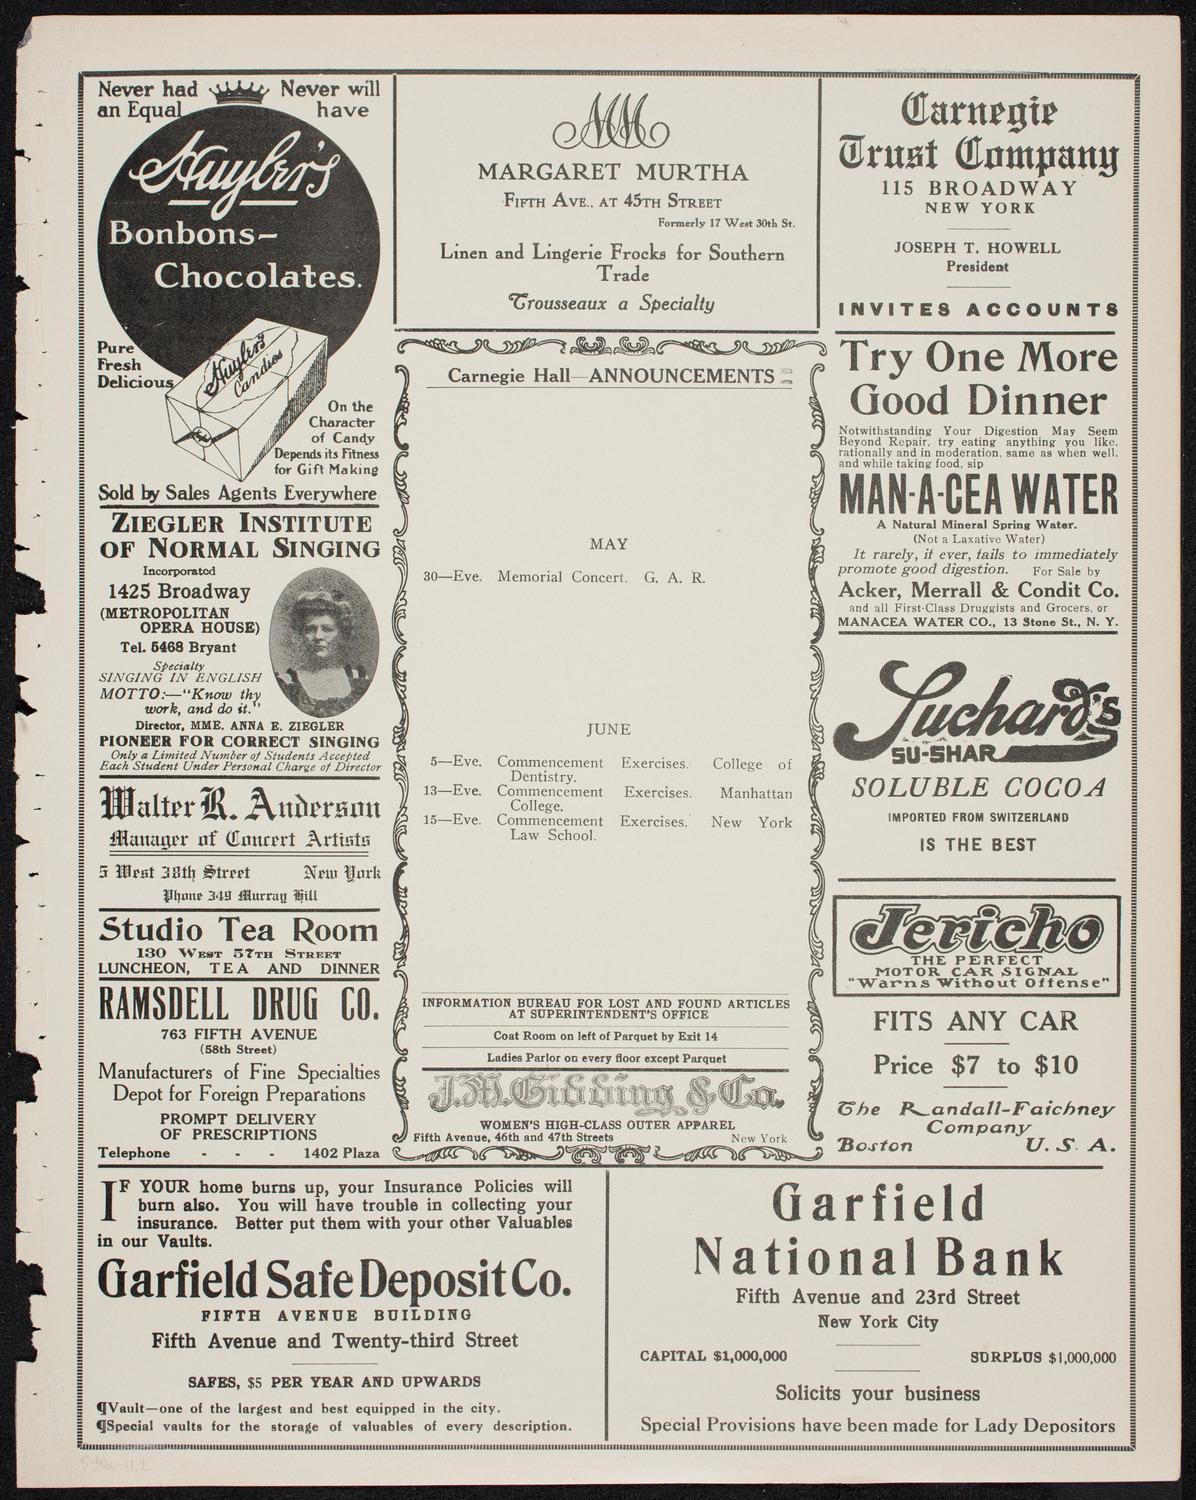 Never had an Equal
Never will have
Huyler's
Bonbons-
Chocolates.
Pure
Fresh
Delicious
Huyler's
Candies
On the
Character
of Candy
Depends its Fitness
for Gift Making
Sold by Sales Agents Everywhere
ZIEGLER INSTITUTE
OF NORMAL SINGING
Incorporated
1425 Broadway
(METROPOLITAN
OPERA HOUSE)
Tel. 5468 Bryant
Specialty
SINGING IN ENGLISH
MOTTO:—"Know thy
work, and do it."
Director, MME. ANNA E. ZIEGLER
PIONEER FOR CORRECT SINGING
Only a Limited Number of Students Accepted
Each Student Under Personal Charge of Director
Walter R. Anderson
Manager of Concert Artists
5 West 38th Street New York
Phone 349 Murray Hill
Studio Tea Room
130 WEST 57TH STREET
LUNCHEON, TEA AND DINNER
RAMSDELL DRUG CO.
763 FIFTH AVENUE
(58th Street)
Manufacturers of Fine Specialties
Depot for Foreign Preparations
PROMPT DELIVERY
OF PRESCRIPTIONS
Telephone - - - 1402 Plaza
MM
MARGARET MURTHA
FIFTH AVE., AT 45TH STREET
Formerly 17 West 30th St.
Linen and Lingerie Frocks for Southern
Trade
Trousseaux a Specialty
Carnegie Hall—ANNOUNCEMENTS
MAY
30—Eve. Memorial Concert. G. A. R.
JUNE
5—Eve. Commencement Exercises. College of
Dentistry.
13—Eve. Commencement Exercises. Manhattan
College.
15—Eve. Commencement Exercises. New York
Law School.
INFORMATION BUREAU FOR LOST AND FOUND ARTICLES
AT SUPERINTENDENT'S OFFICE
Coat Room on left of Parquet by Exit 14
Ladies Parlor on every floor except Parquet
J.M. Gidding & Co.
WOMEN'S HIGH-CLASS OUTER APPAREL
Fifth Avenue, 46th and 47th Streets New York
Carnegie
Trust Company
115 BROADWAY
NEW YORK
JOSEPH T. HOWELL
President
INVITES ACCOUNTS
Try One More
Good Dinner
Notwithstanding Your Digestion May Seem
Beyond Repair, try eating anything you like,
rationally and in moderation, same as when well,
and while taking food, sip
MAN-A-CEA WATER
A Natural Mineral Spring Water.
(Not a Laxative Water)
It rarely, if ever, fails to immediately
promote good digestion. For Sale by
Acker, Merrall & Condit Co.
and all First-Class Druggists and Grocers, or
MANACEA WATER CO., 13 Stone St., N. Y.
Suchard's
SU-SHAR
SOLUBLE COCOA
IMPORTED FROM SWITZERLAND
IS THE BEST
Jericho
THE PERFECT
MOTOR CAR SIGNAL
"Warns Without Offense"
FITS ANY CAR
Price $7 to $10
The Randall-Faichney
Company
Boston U. S. A.
IF YOUR home burns up, your Insurance Policies will
burn also. You will have trouble in collecting your
insurance. Better put them with your other Valuables
in our Vaults.
Garfield Safe Deposit Co.
FIFTH AVENUE BUILDING
Fifth Avenue and Twenty-third Street
SAFES, $5 PER YEAR AND UPWARDS
¶Vault—one of the largest and best equipped in the city.
¶Special vaults for the storage of valuables of every description.
Garfield
National Bank
Fifth Avenue and 23rd Street
New York City
CAPITAL $1,000,000 SURPLUS $1,000,000
Solicits your business
Special Provisions have been made for Lady Depositors